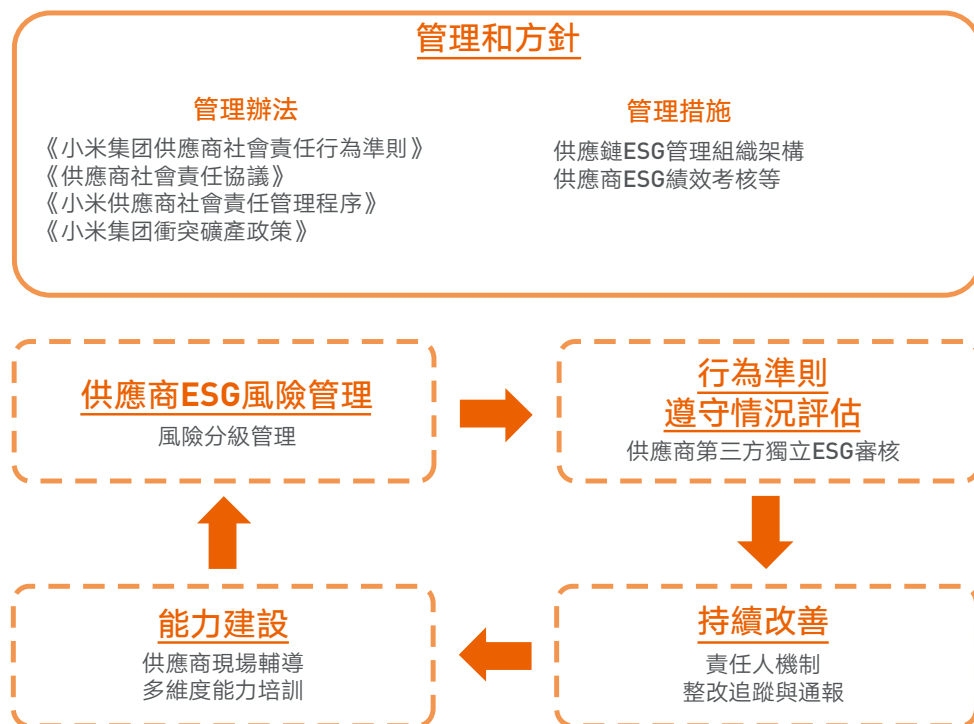 管理和方針
管理辦法
《小米集团供應商社會責任行為準則》
《供應商社會責任協議》
《小米供應商社會責任管理程序》
《小米集团衝突礦產政策》
管理措施
供應鏈ESG管理組織架構
供應商ESG績效考核等
供應商ESG風險管理
風險分級管理
行為準則
遵守情況評估
供應商第三方獨立ESG審核
能力建設
供應商現場輔導
多維度能力培訓
持續改善
責任人機制
整改追蹤與通報